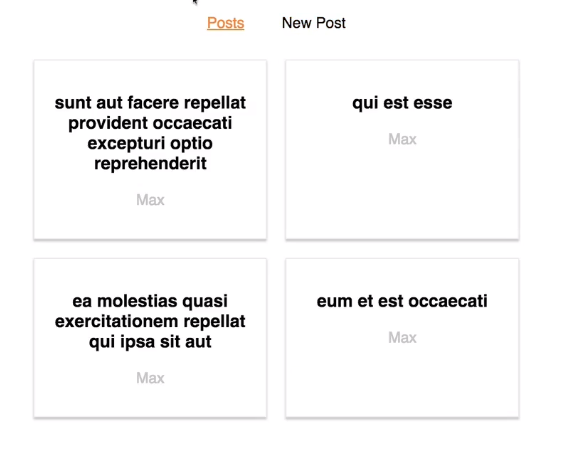 Posts New Post
sunt aut facere repellat
provident occaecati
excepturi optio
reprehenderit
Max
qui est esse
Max
ea molestias quasi
exercitationem repellat
qui ipsa sit aut
Max
eum et est occaecati
Max